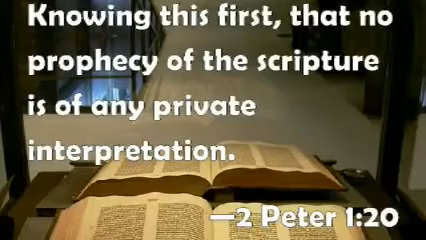 Knowing this first, that no
prophecy of the scripture
is of any private
interpretation.
—2 Peter 1:20